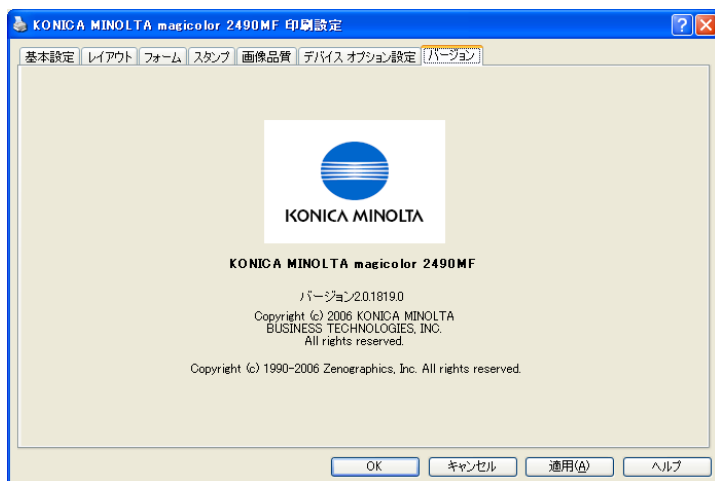 KONICA MINOLTA magicolor 2490MF 印刷設定
基本設定 レイアウト フォーム スタンプ 画像品質 デバイス オプション設定 バージョン
KONICA MINOLTA
KONICA MINOLTA magicolor 2490MF
バージョン2.0.1819.0
Copyright (c) 2006 KONICA MINOLTA
BUSINESS TECHNOLOGIES, INC.
All rights reserved.
Copyright (c) 1990-2006 Zenographics, Inc. All rights reserved.
OK キャンセル 適用(A) ヘルプ